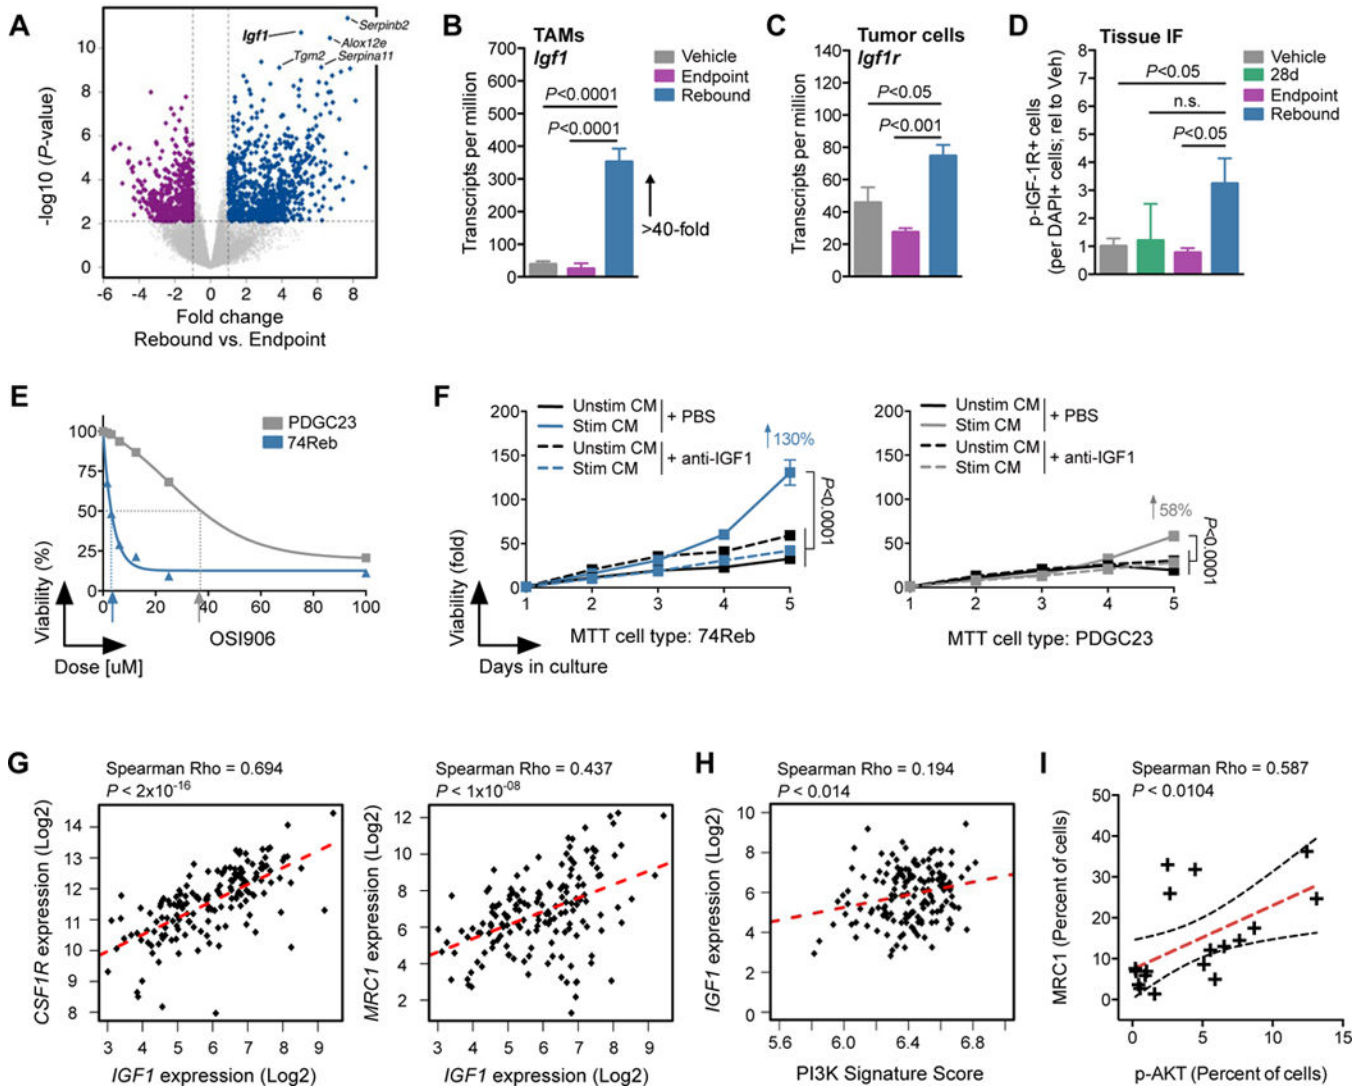 A
-log10 (P-value)
10
8
6
4
2
0
-6 -4 -2 0 2 4 6 8
Igf1
Serpinb2
Alox12e
Tgm2
Serpina11
Fold change
Rebound vs. Endpoint
B
TAMs
Igf1
Transcripts per million
700
600
500
400
300
200
100
0
Vehicle
Endpoint
Rebound
P<0.0001
P<0.0001
>40-fold
C
Tumor cells
Igf1r
Transcripts per million
140
120
100
80
60
40
20
0
P<0.05
P<0.001
D
Tissue IF
p-IGF-1R+ cells
(per DAPI+ cells; rel to Veh)
8
7
6
5
4
3
2
1
0
Vehicle
28d
Endpoint
Rebound
P<0.05
n.s.
P<0.05
E
PDGC23
74Reb
100
75
50
25
0
0 20 40 60 80 100
Viability (%)
OSI906
Dose [uM]
F
200
150
100
50
0
Unstim CM
Stim CM
+ PBS
Unstim CM
Stim CM
+ anti-IGF1
130%
P<0.0001
1 2 3 4 5
Viability (fold)
MTT cell type: 74Reb
Days in culture
200
150
100
50
0
Unstim CM
Stim CM
+ PBS
Unstim CM
Stim CM
+ anti-IGF1
58%
P<0.0001
1 2 3 4 5
MTT cell type: PDGC23
G
Spearman Rho = 0.694
P < 2x10⁻¹⁶
CSF1R expression (Log2)
14
13
12
11
10
9
8
3 4 5 6 7 8 9
IGF1 expression (Log2)
Spearman Rho = 0.437
P < 1x10⁻⁰⁸
MRC1 expression (Log2)
12
10
8
6
4
2
3 4 5 6 7 8 9
IGF1 expression (Log2)
H
Spearman Rho = 0.194
P < 0.014
IGF1 expression (Log2)
10
8
6
4
2
0
5.6 6.0 6.4 6.8
PI3K Signature Score
I
Spearman Rho = 0.587
P < 0.0104
MRC1 (Percent of cells)
50
40
30
20
10
0
0 5 10 15
p-AKT (Percent of cells)